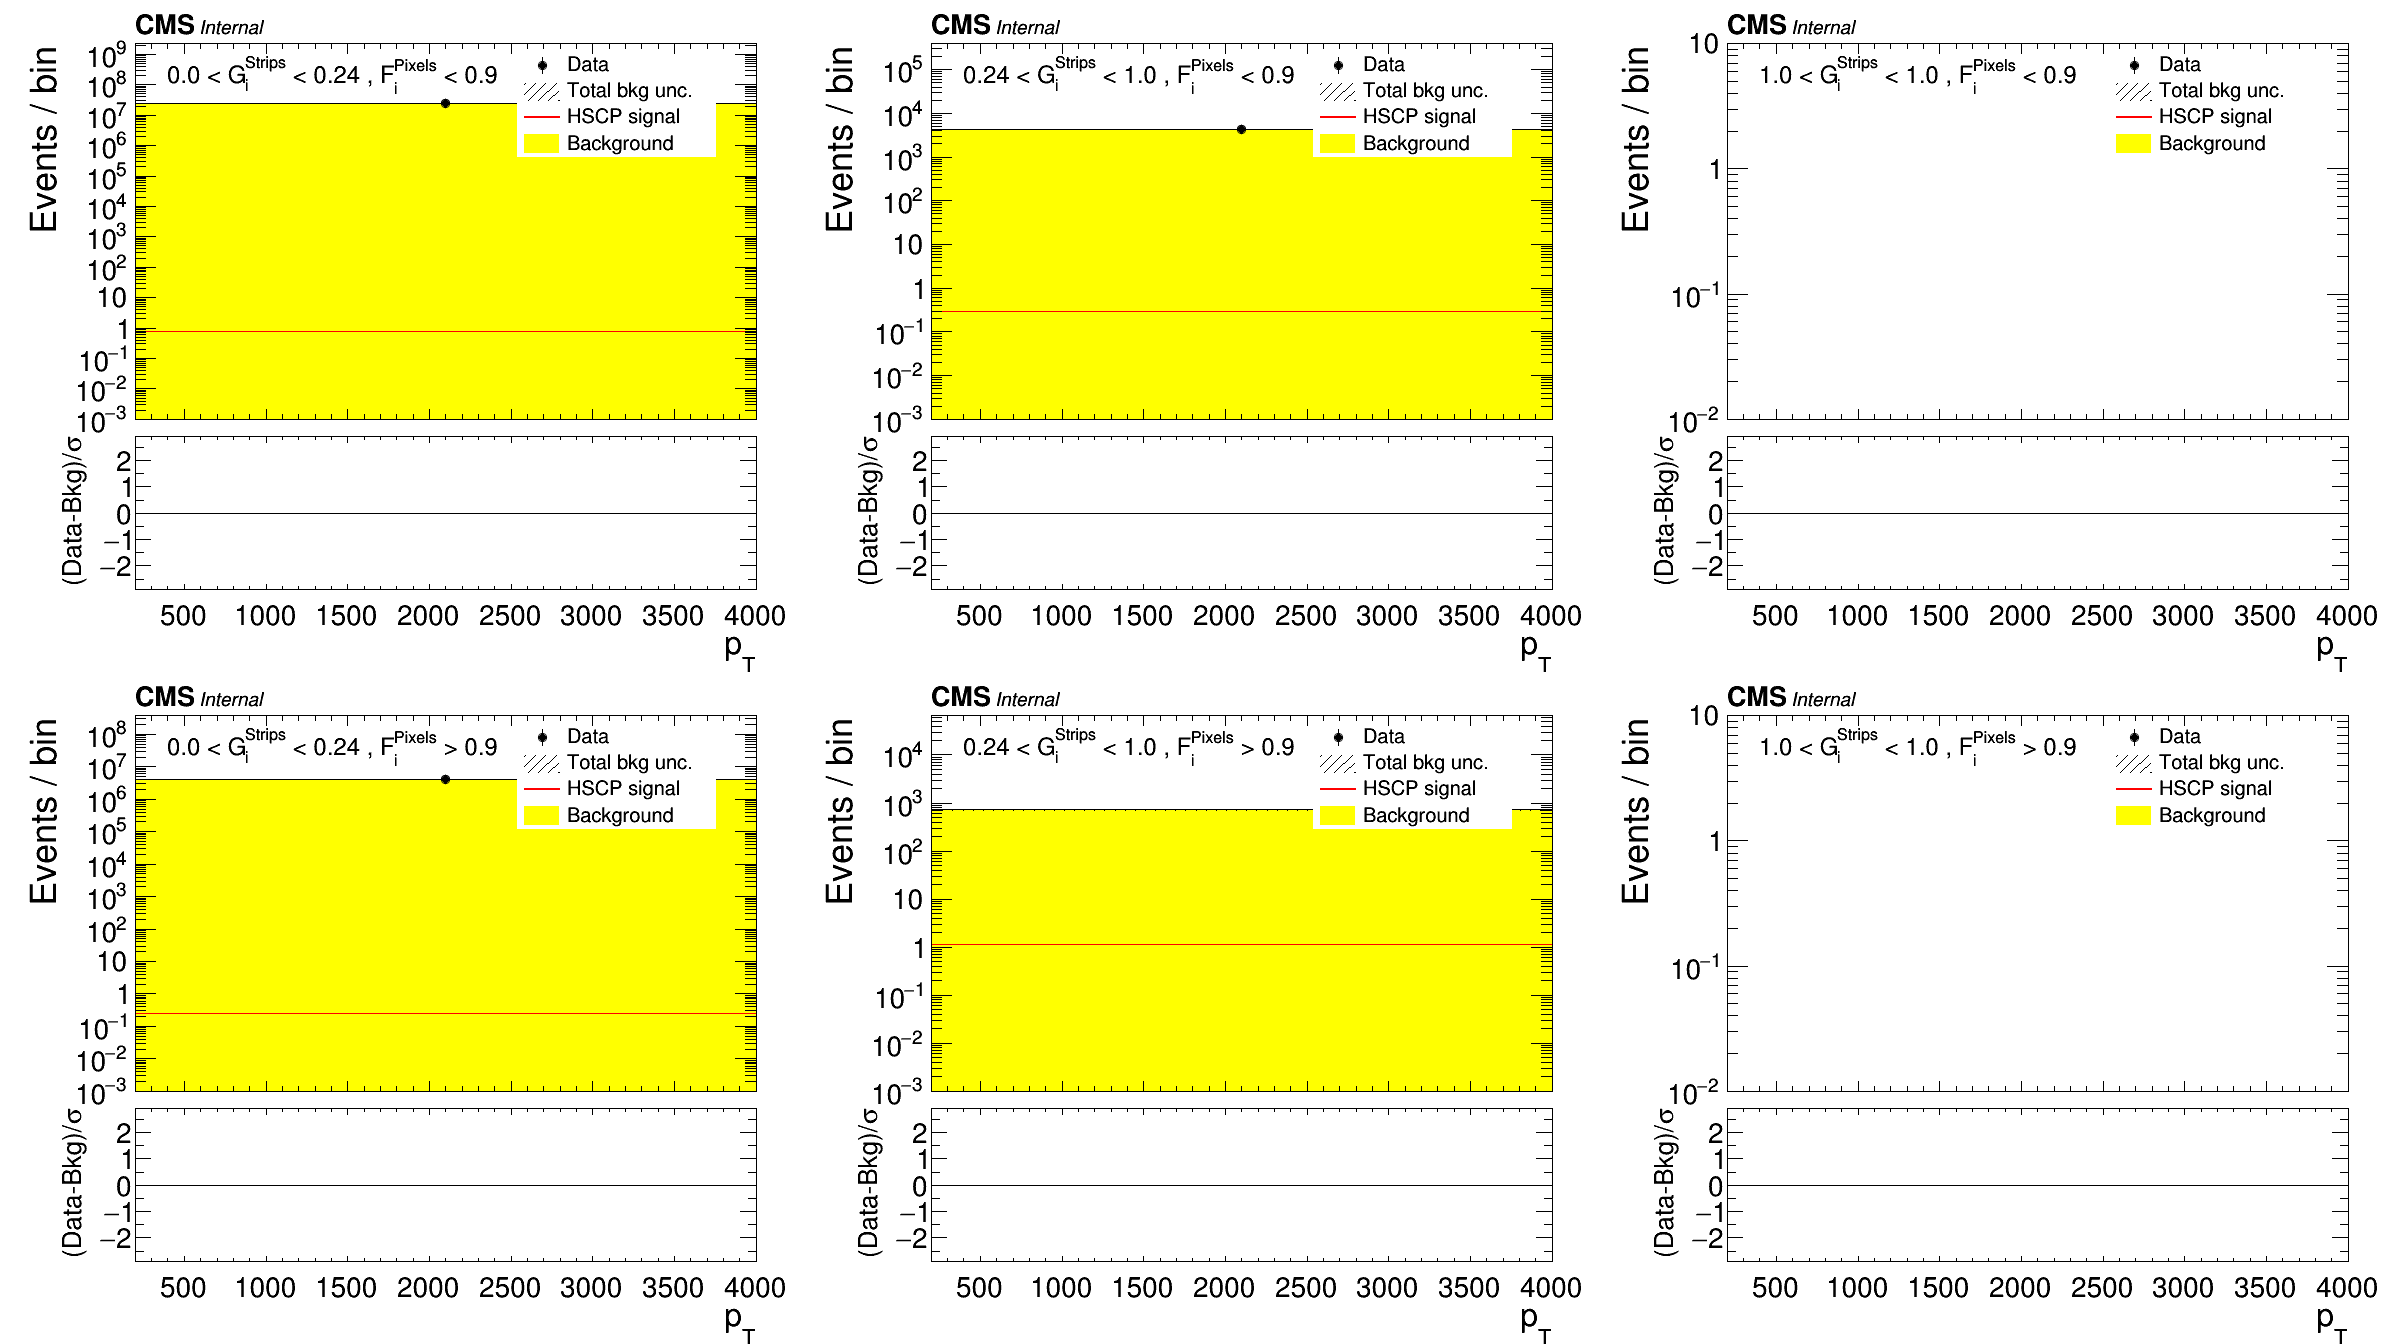 CMS Internal
Events / bin
0.0 < G_i^Strips < 0.24 , F_i^Pixels < 0.9
Data
Total bkg unc.
HSCP signal
Background
10^9
10^8
10^7
10^6
10^5
10^4
10^3
10^2
10
1
10^−1
10^−2
10^−3
(Data-Bkg)/σ
2
1
0
−1
−2
500 1000 1500 2000 2500 3000 3500 4000
p_T
CMS Internal
Events / bin
0.24 < G_i^Strips < 1.0 , F_i^Pixels < 0.9
Data
Total bkg unc.
HSCP signal
Background
10^5
10^4
10^3
10^2
10
1
10^−1
10^−2
10^−3
(Data-Bkg)/σ
2
1
0
−1
−2
500 1000 1500 2000 2500 3000 3500 4000
p_T
CMS Internal
Events / bin
1.0 < G_i^Strips < 1.0 , F_i^Pixels < 0.9
Data
Total bkg unc.
HSCP signal
Background
10
1
10^−1
10^−2
(Data-Bkg)/σ
2
1
0
−1
−2
500 1000 1500 2000 2500 3000 3500 4000
p_T
CMS Internal
Events / bin
0.0 < G_i^Strips < 0.24 , F_i^Pixels > 0.9
Data
Total bkg unc.
HSCP signal
Background
10^8
10^7
10^6
10^5
10^4
10^3
10^2
10
1
10^−1
10^−2
10^−3
(Data-Bkg)/σ
2
1
0
−1
−2
500 1000 1500 2000 2500 3000 3500 4000
p_T
CMS Internal
Events / bin
0.24 < G_i^Strips < 1.0 , F_i^Pixels > 0.9
Data
Total bkg unc.
HSCP signal
Background
10^4
10^3
10^2
10
1
10^−1
10^−2
10^−3
(Data-Bkg)/σ
2
1
0
−1
−2
500 1000 1500 2000 2500 3000 3500 4000
p_T
CMS Internal
Events / bin
1.0 < G_i^Strips < 1.0 , F_i^Pixels > 0.9
Data
Total bkg unc.
HSCP signal
Background
10
1
10^−1
10^−2
(Data-Bkg)/σ
2
1
0
−1
−2
500 1000 1500 2000 2500 3000 3500 4000
p_T